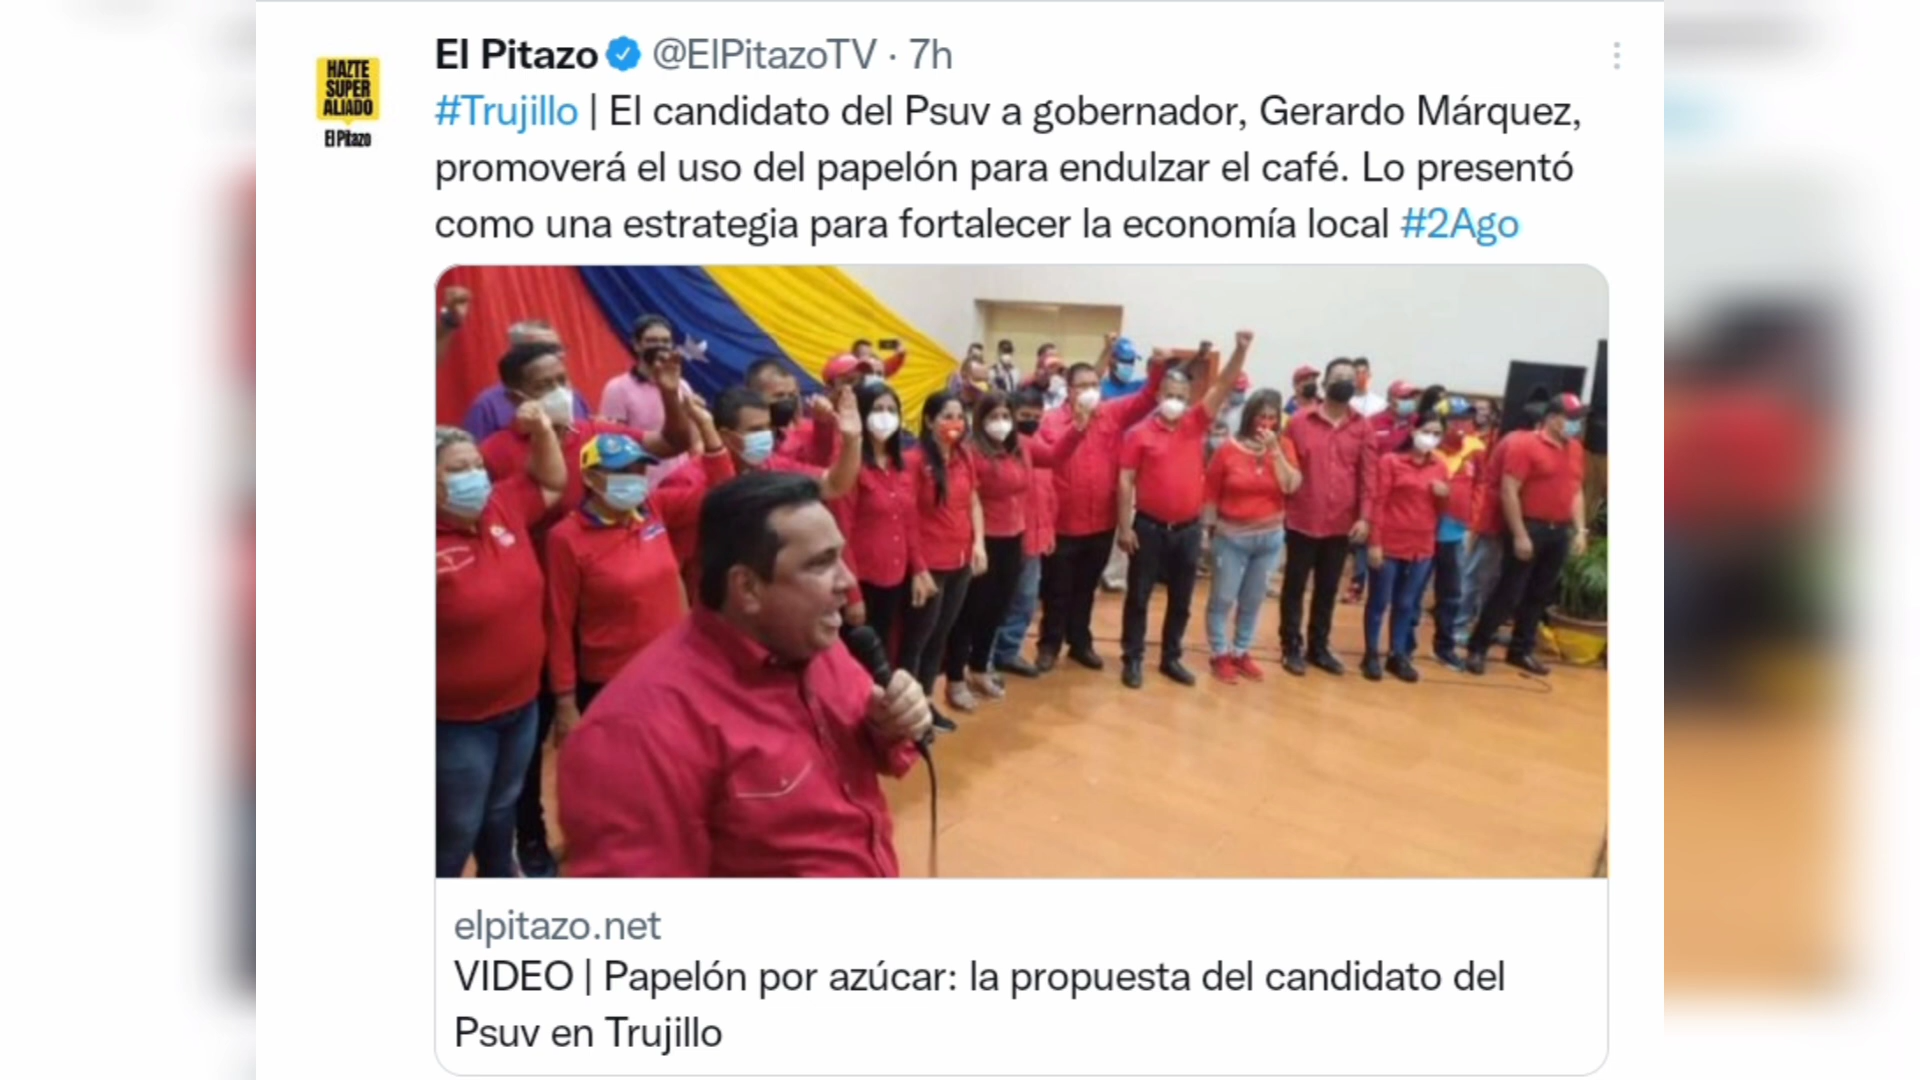 HAZTE
SUPER
ALIADO
El Pitazo
El Pitazo @ElPitazoTV · 7h
#Trujillo | El candidato del Psuv a gobernador, Gerardo Márquez,
promoverá el uso del papelón para endulzar el café. Lo presentó
como una estrategia para fortalecer la economía local #2Ago
elpitazo.net
VIDEO | Papelón por azúcar: la propuesta del candidato del
Psuv en Trujillo